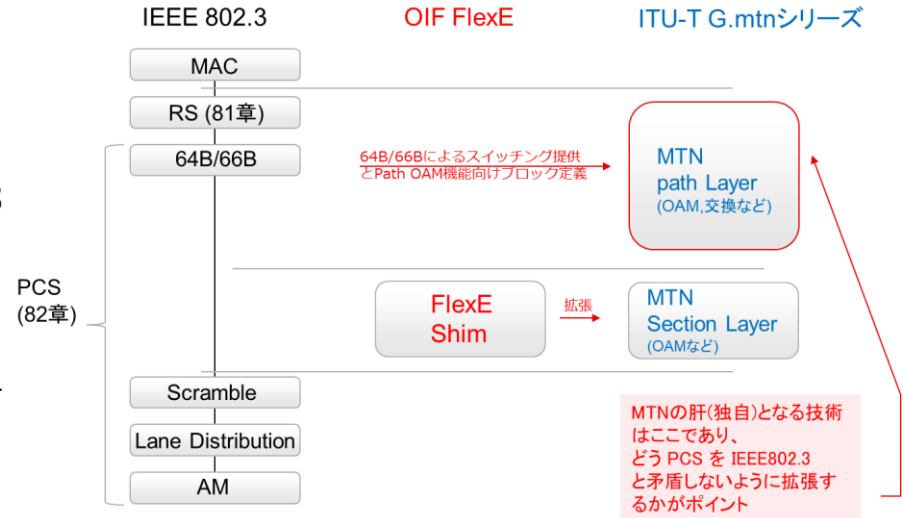 IEEE 802.3
OIF FlexE
ITU-T G.mtnシリーズ
MAC
RS (81章)
64B/66B
64B/66Bによるスイッチング提供
とPath OAM機能向けブロック定義
MTN
path Layer
(OAM,交換など)
PCS
(82章)
FlexE
Shim
拡張
MTN
Section Layer
(OAMなど)
Scramble
Lane Distribution
AM
MTNの肝(独自)となる技術
はここであり、
どう PCS を IEEE802.3
と矛盾しないように拡張す
るかがポイント